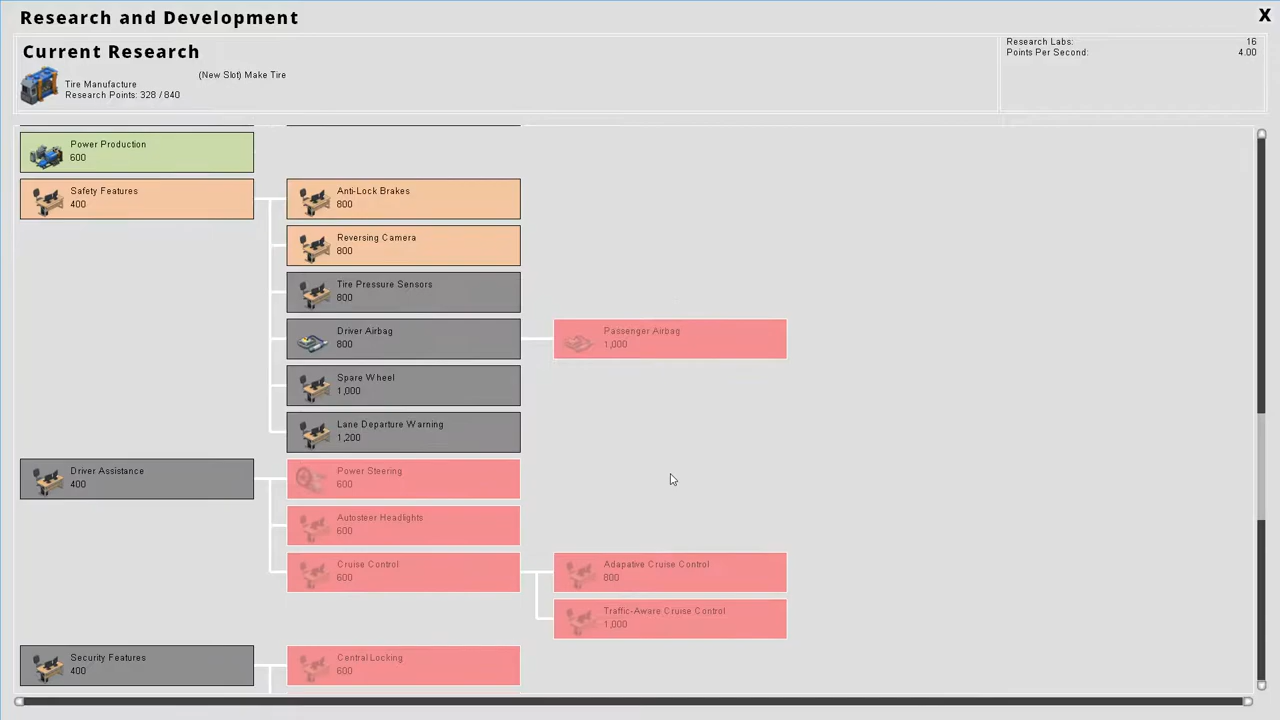 Research and Development
X
Current Research
(New Slot) Make Tire
Tire Manufacture
Research Points: 328 / 840
Research Labs: 16
Points Per Second: 4.00
Power Production
600
Safety Features
400
Anti-Lock Brakes
800
Reversing Camera
800
Tire Pressure Sensors
800
Driver Airbag
800
Passenger Airbag
1,000
Spare Wheel
1,000
Lane Departure Warning
1,200
Driver Assistance
400
Power Steering
600
Autosteer Headlights
600
Cruise Control
600
Adapative Cruise Control
800
Traffic-Aware Cruise Control
1,000
Security Features
400
Central Locking
600